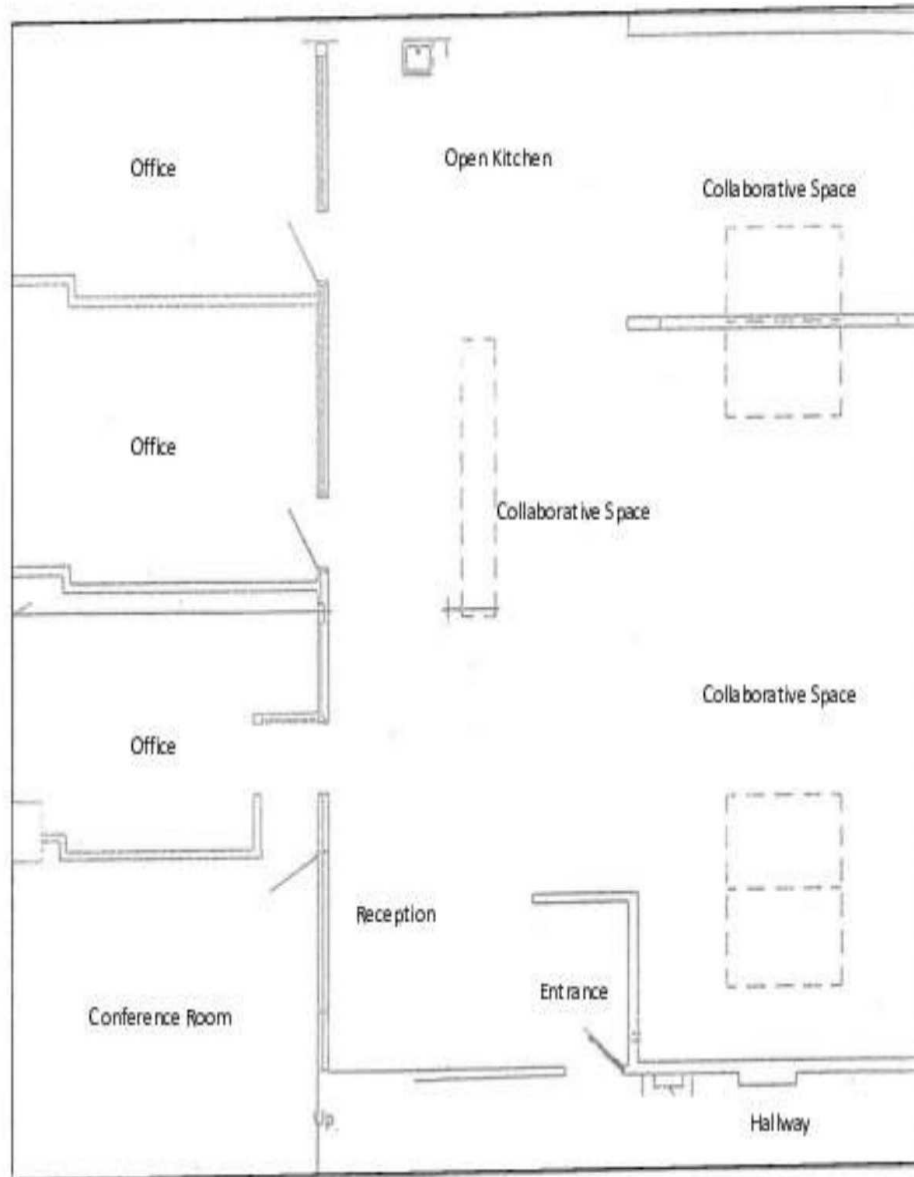 Office
Open Kitchen
Collaborative Space
Office
Collaborative Space
Collaborative Space
Office
Reception
Entrance
Conference Room
Up
Hallway